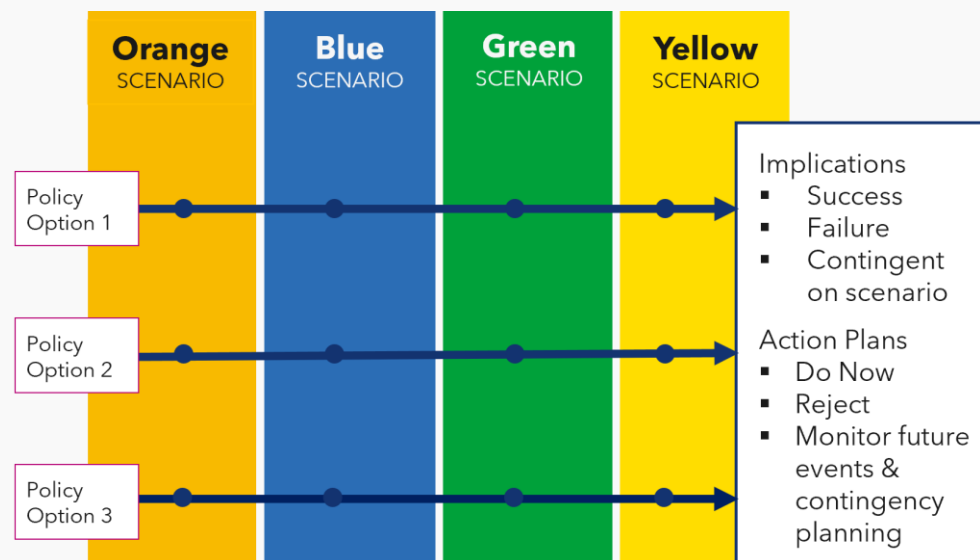 Orange
SCENARIO
Blue
SCENARIO
Green
SCENARIO
Yellow
SCENARIO
Policy
Option 1
Policy
Option 2
Policy
Option 3
Implications
▪ Success
▪ Failure
▪ Contingent
on scenario
Action Plans
▪ Do Now
▪ Reject
▪ Monitor future
events &
contingency
planning